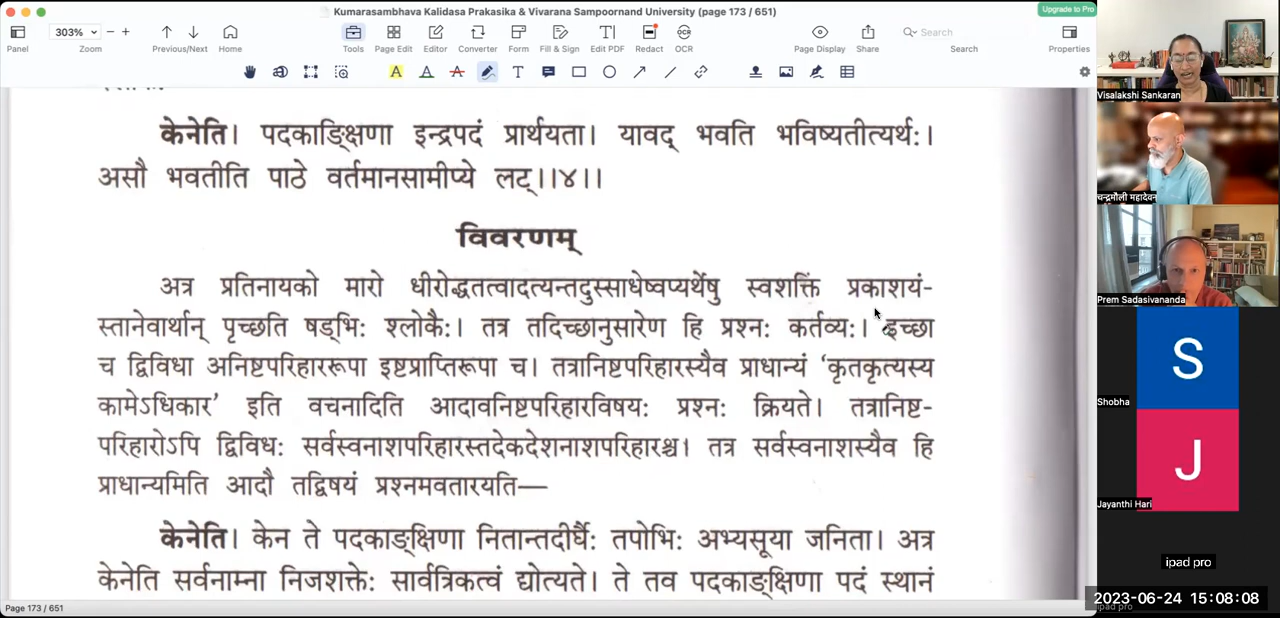 Kumarasambhava Kalidasa Prakasika & Vivarana Sampoornand University (page 173 / 651)
Upgrade to Pro
303%
Search
Panel Zoom Previous/Next Home Tools Page Edit Editor Converter Form Fill & Sign Edit PDF Redact OCR Page Display Share Search Properties
केनेति। पदकाङ्क्षिणा इन्द्रपदं प्रार्थयता। यावद् भवति भविष्यतीत्यर्थः।
असौ भवतीति पाठे वर्तमानसामीप्ये लट्।।४।।
विवरणम्
अत्र प्रतिनायको मारो धीरोद्धतत्वादत्यन्तदुस्साधेष्वप्यर्थेषु स्वशक्तिं प्रकाशयं-
स्तानेवार्थान् पृच्छति षड्भिः श्लोकैः। तत्र तदिच्छानुसारेण हि प्रश्नः कर्तव्यः। इच्छा
च द्विविधा अनिष्टपरिहाररूपा इष्टप्राप्तिरूपा च। तत्रानिष्टपरिहारस्यैव प्राधान्यं ‘कृतकृत्यस्य
कामेऽधिकार’ इति वचनादिति आदावनिष्टपरिहारविषयः प्रश्नः क्रियते। तत्रानिष्ट-
परिहारोऽपि द्विविधः सर्वस्वनाशपरिहारस्तदेकदेशनाशपरिहारश्च। तत्र सर्वस्वनाशस्यैव हि
प्राधान्यमिति आदौ तद्विषयं प्रश्नमवतारयति—
केनेति। केन ते पदकाङ्क्षिणा नितान्तदीर्घैः तपोभिः अभ्यसूया जनिता। अत्र
केनेति सर्वनाम्ना निजशक्तेः सार्वत्रिकत्वं द्योत्यते। ते तव पदकाङ्क्षिणा पदं स्थानं
Page 173 / 651
Visalakshi Sankaran
चन्द्रमौली महादेवन
Prem Sadasivananda
S
Shobha
J
Jayanthi Hari
ipad pro
2023-06-24 15:08:08
ipad pro